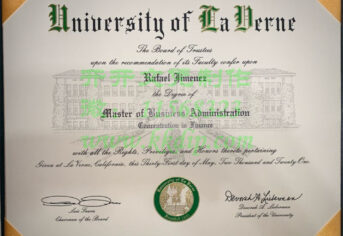 University of La Verne
The Board of Trustees
upon the recommendation of its Faculty confer upon
Rafael Jimenez
the Degree of
Master of Business Administration
Concentration in Finance
with all the Rights, Privileges, and Honors thereto pertaining
Given at La Verne, California, this Thirty-First day of May, Two Thousand and Twenty One.
Chairman of the Board
Devorah A. Lieberman
President of the University